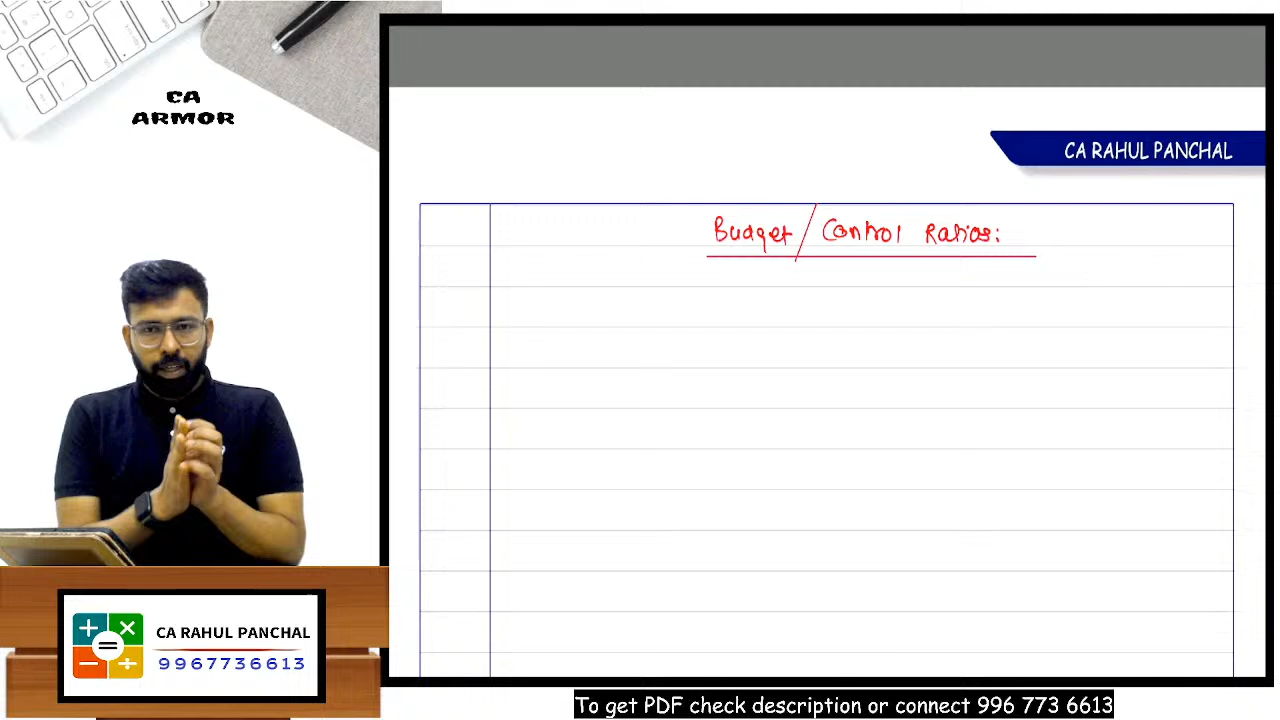 CA
ARMOR
CA RAHUL PANCHAL
Budget / Control Ratios:
CA RAHUL PANCHAL
9967736613
To get PDF check description or connect 996 773 6613